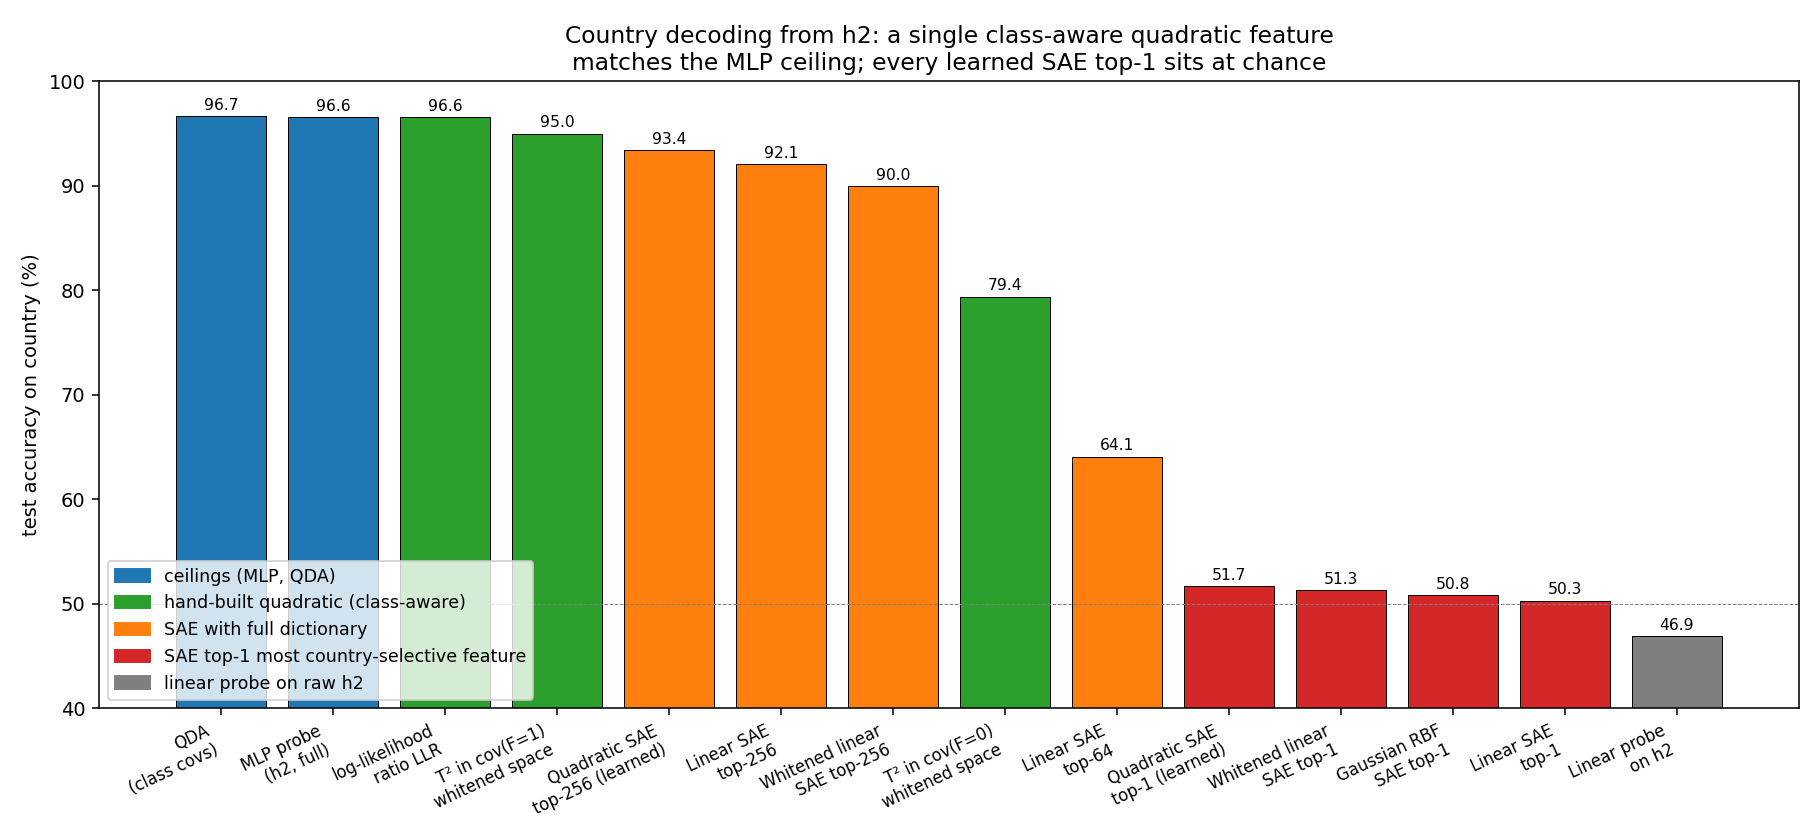 Country decoding from h2: a single class-aware quadratic feature
matches the MLP ceiling; every learned SAE top-1 sits at chance
test accuracy on country (%)
100
90
80
70
60
50
40
96.7
96.6
96.6
95.0
93.4
92.1
90.0
79.4
64.1
51.7
51.3
50.8
50.3
46.9
ceilings (MLP, QDA)
hand-built quadratic (class-aware)
SAE with full dictionary
SAE top-1 most country-selective feature
linear probe on raw h2
QDA
(class covs)
MLP probe
(h2, full)
log-likelihood
ratio LLR
T² in cov(F=1)
whitened space
Quadratic SAE
top-256 (learned)
Linear SAE
top-256
Whitened linear
SAE top-256
T² in cov(F=0)
whitened space
Linear SAE
top-64
Quadratic SAE
top-1 (learned)
Whitened linear
SAE top-1
Gaussian RBF
SAE top-1
Linear SAE
top-1
Linear probe
on h2